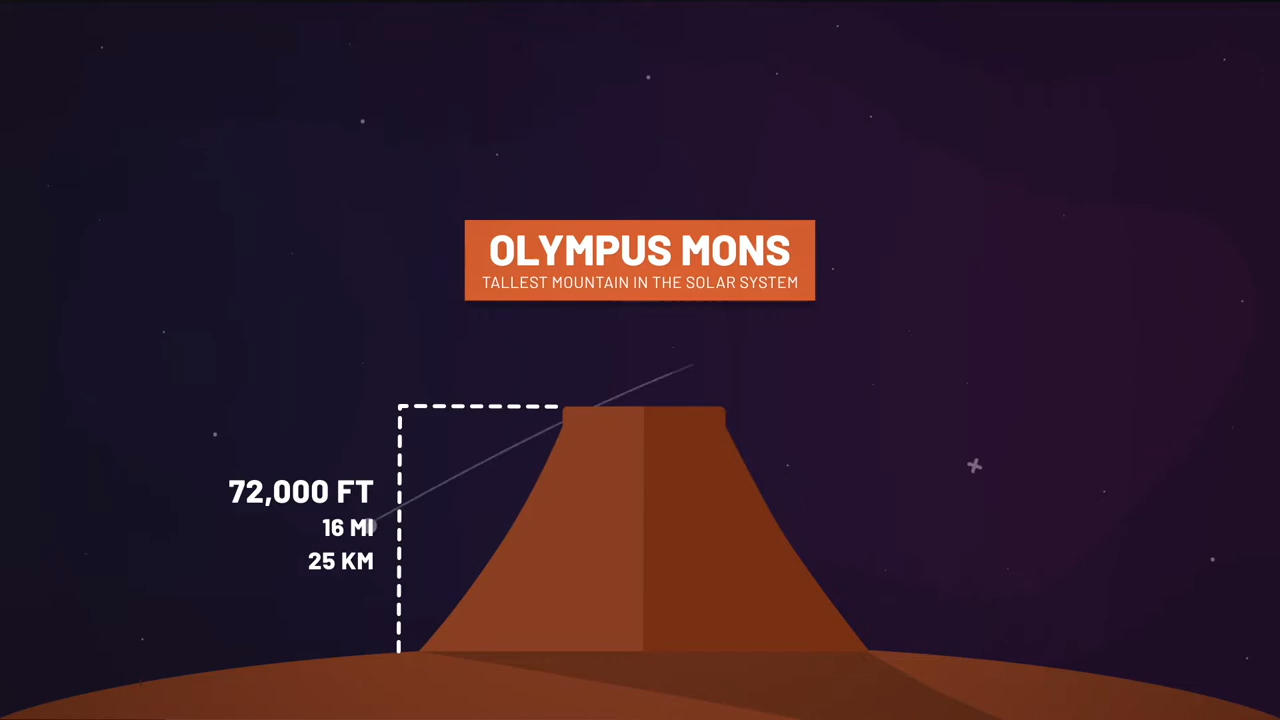 OLYMPUS MONS
TALLEST MOUNTAIN IN THE SOLAR SYSTEM
72,000 FT
16 MI
25 KM